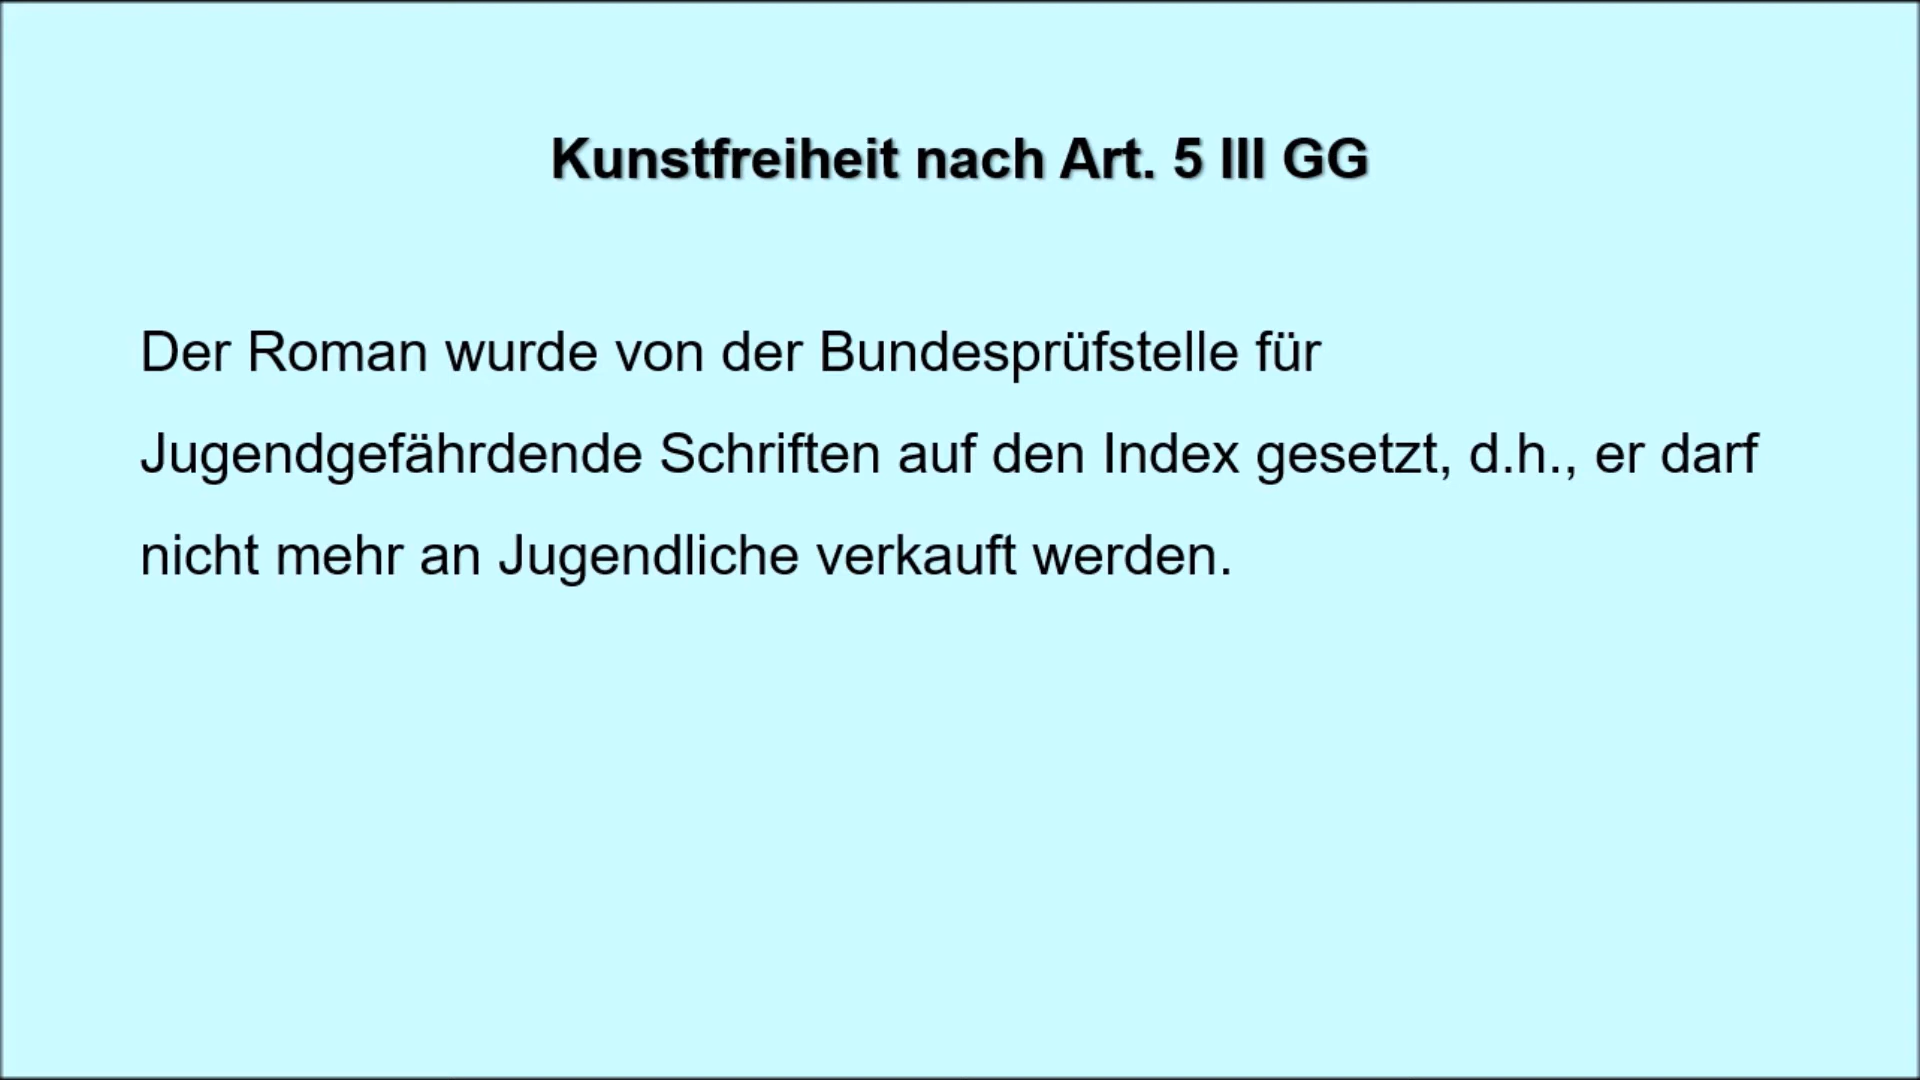 Kunstfreiheit nach Art. 5 III GG
Der Roman wurde von der Bundesprüfstelle für
Jugendgefährdende Schriften auf den Index gesetzt, d.h., er darf
nicht mehr an Jugendliche verkauft werden.